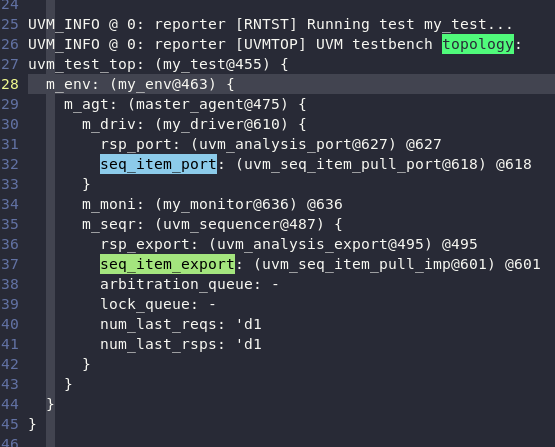 24
25 UVM_INFO @ 0: reporter [RNTST] Running test my_test...
26 UVM_INFO @ 0: reporter [UVMTOP] UVM testbench topology:
27 uvm_test_top: (my_test@455) {
28   m_env: (my_env@463) {
29     m_agt: (master_agent@475) {
30       m_driv: (my_driver@610) {
31         rsp_port: (uvm_analysis_port@627) @627
32         seq_item_port: (uvm_seq_item_pull_port@618) @618
33       }
34       m_moni: (my_monitor@636) @636
35       m_seqr: (uvm_sequencer@487) {
36         rsp_export: (uvm_analysis_export@495) @495
37         seq_item_export: (uvm_seq_item_pull_imp@601) @601
38         arbitration_queue: -
39         lock_queue: -
40         num_last_reqs: 'd1
41         num_last_rsps: 'd1
42       }
43     }
44   }
45 }
46